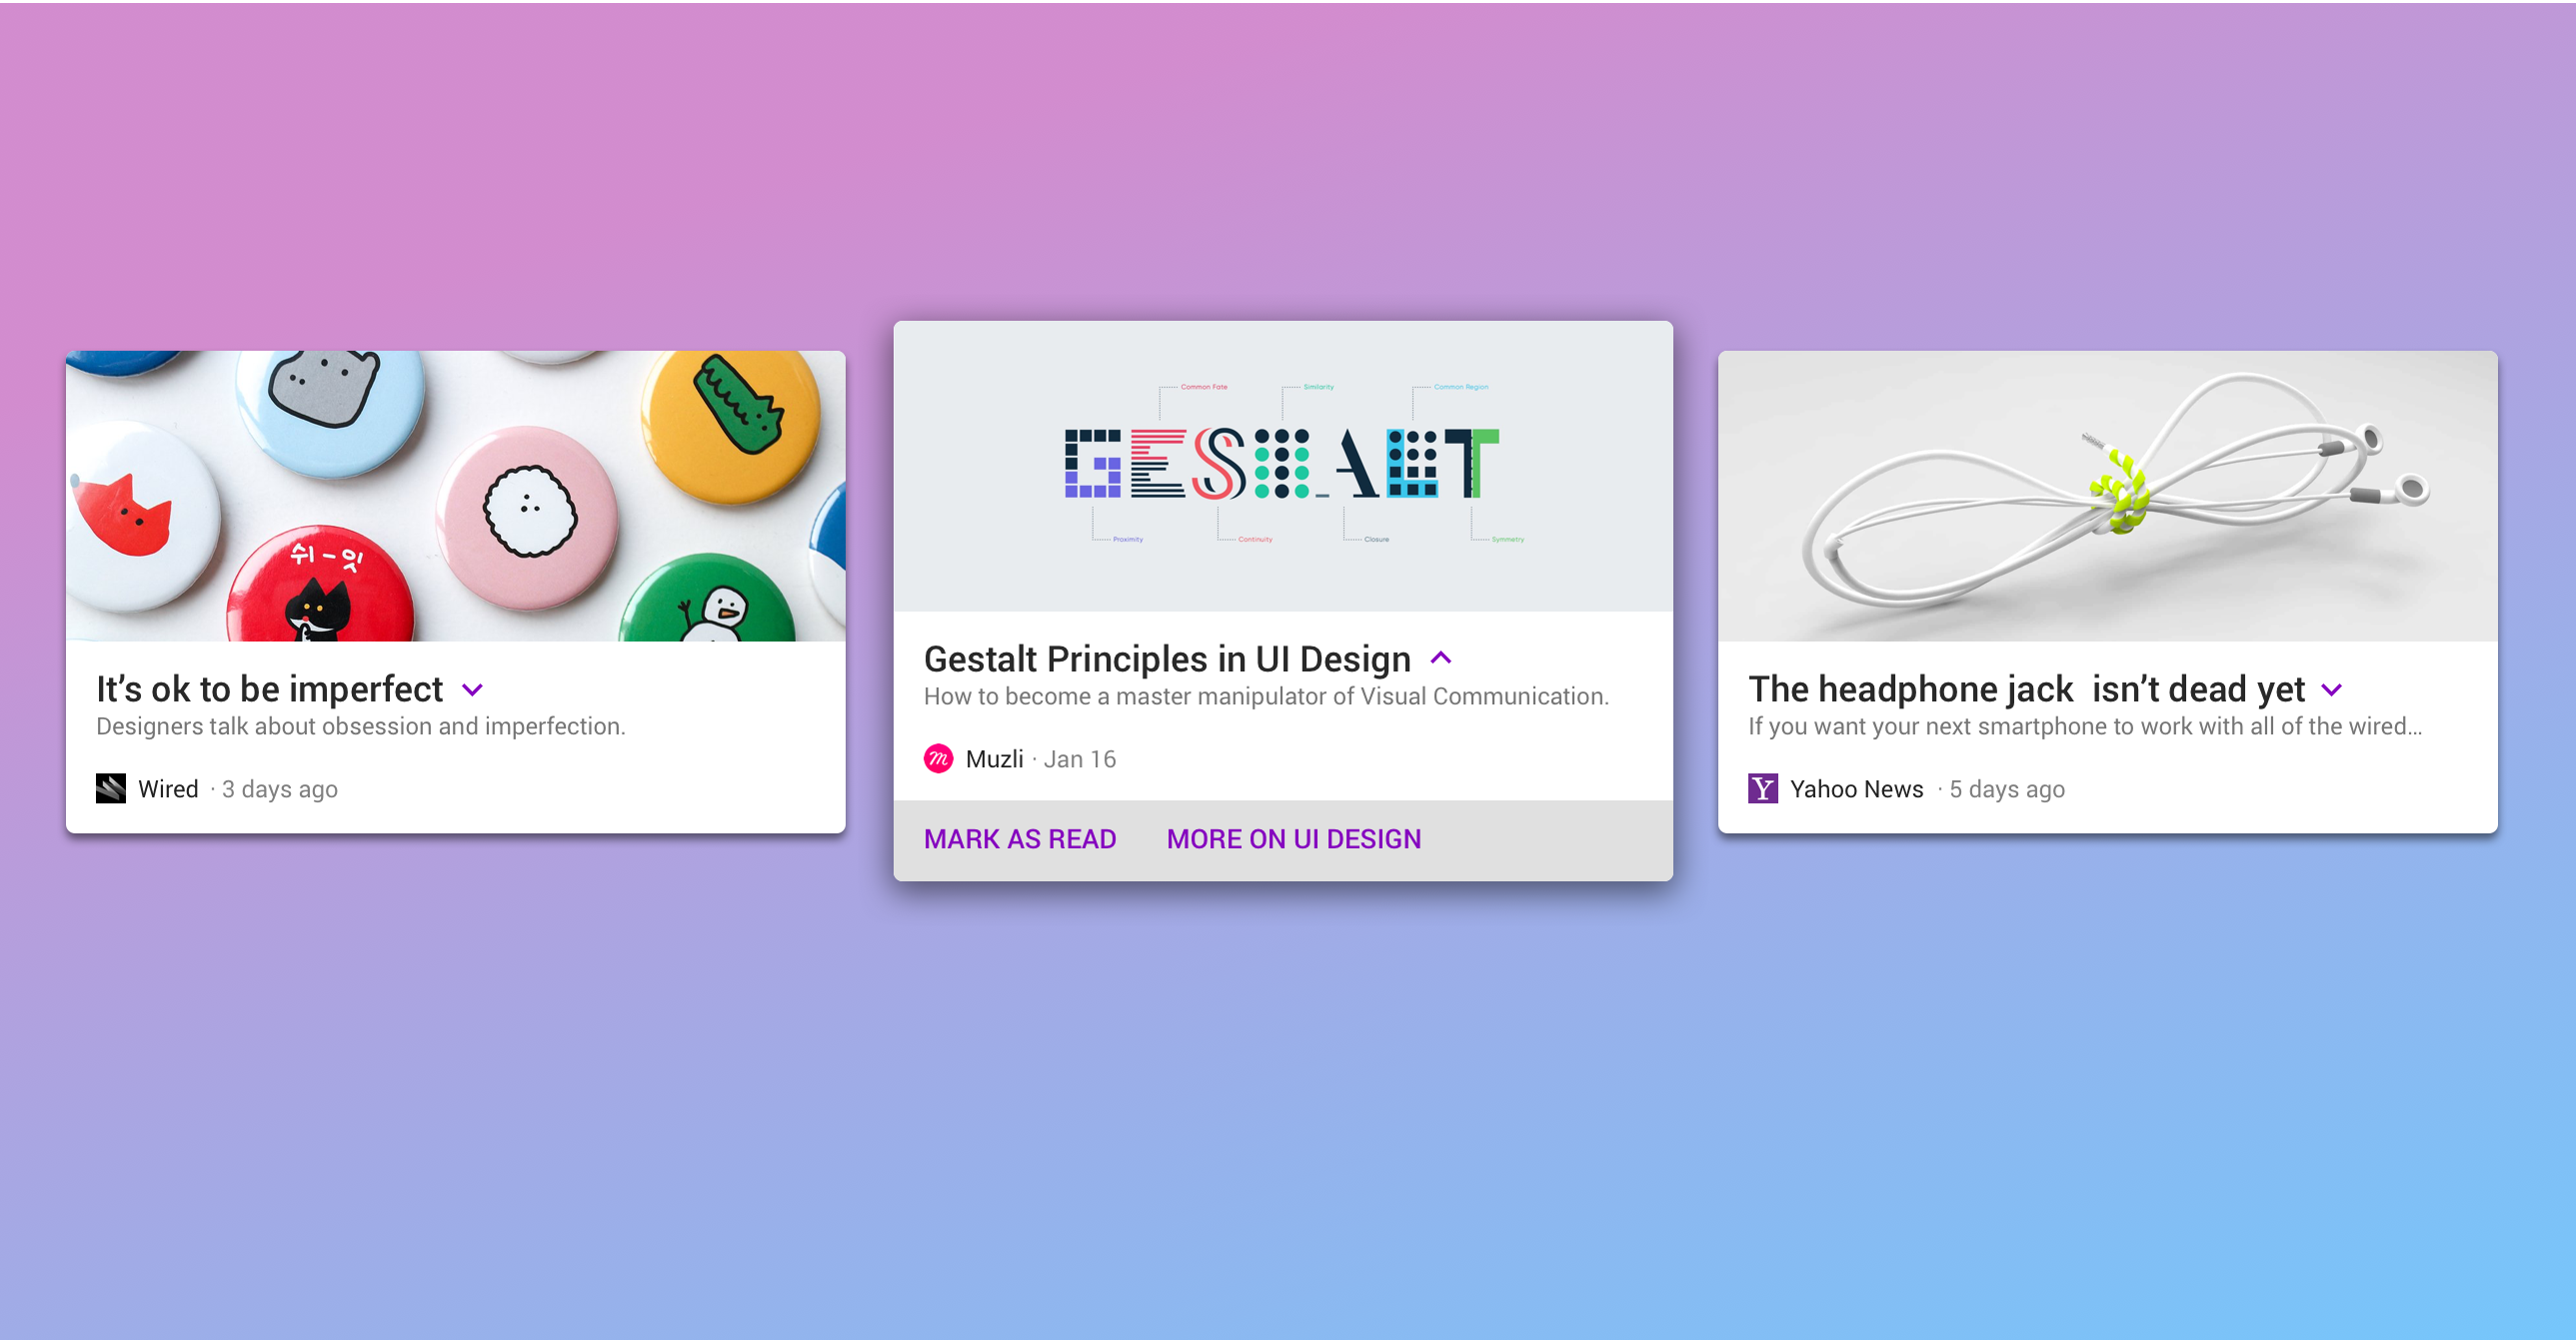 쉬-잇
It's ok to be imperfect
Designers talk about obsession and imperfection.
Wired · 3 days ago
Common Fate
Similarity
Common Region
GESTALT
Proximity
Continuity
Closure
Symmetry
Gestalt Principles in UI Design
How to become a master manipulator of Visual Communication.
m Muzli · Jan 16
MARK AS READ
MORE ON UI DESIGN
The headphone jack  isn't dead yet
If you want your next smartphone to work with all of the wired...
Y Yahoo News · 5 days ago